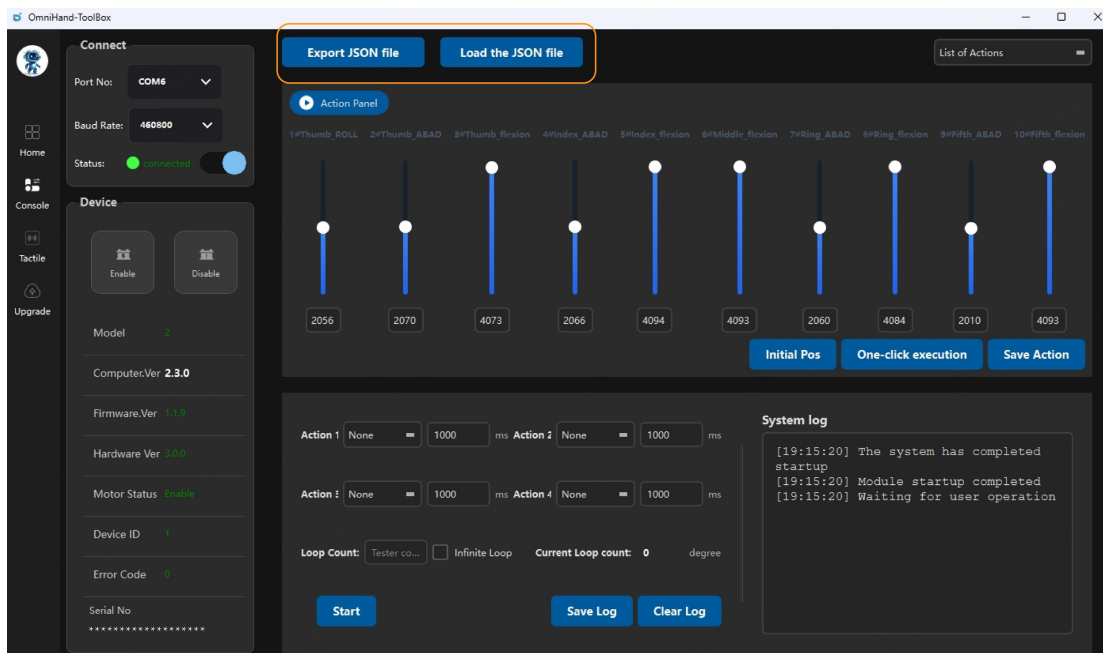 OmniHand-ToolBox
Connect
Export JSON file
Load the JSON file
List of Actions
Port No:
COM6
Action Panel
Baud Rate:
460800
1#Thumb_ROLL 2#Thumb_ABAD 3#Thumb_flexion 4#Index_ABAD 5#Index_flexion 6#Middle_flexion 7#Ring_ABAD 8#Ring_flexion 9#Fifth_ABAD 10#Fifth_flexion
Home
Status:
connected
Console
Device
Tactile
Enable
Disable
Upgrade
2056 2070 4073 2066 4094 4093 2060 4084 2010 4093
Model 2
Initial Pos
One-click execution
Save Action
Computer.Ver 2.3.0
Firmware.Ver 1.1.9
Hardware Ver 3.0.0
Motor Status Enable
Device ID 1
Error Code 0
Serial No
*******************
Action 1 None 1000 ms Action 2 None 1000 ms
Action 3 None 1000 ms Action 4 None 1000 ms
Loop Count: Tester co... Infinite Loop Current Loop count: 0 degree
Start
Save Log
Clear Log
System log
[19:15:20] The system has completed
startup
[19:15:20] Module startup completed
[19:15:20] Waiting for user operation